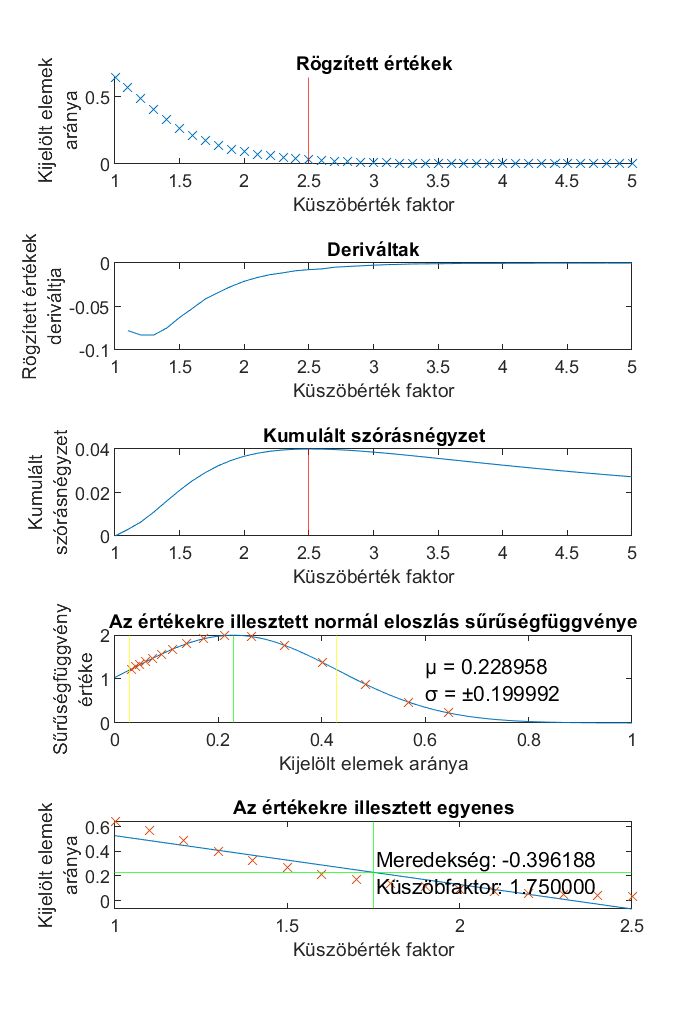 Rögzített értékek
Kijelölt elemek
aránya
0.5
0
1 1.5 2 2.5 3 3.5 4 4.5 5
Küszöbérték faktor
Deriváltak
Rögzített értékek
deriváltja
0
-0.05
-0.1
1 1.5 2 2.5 3 3.5 4 4.5 5
Küszöbérték faktor
Kumulált szórásnégyzet
Kumulált
szórásnégyzet
0.04
0.02
0
1 1.5 2 2.5 3 3.5 4 4.5 5
Küszöbérték faktor
Az értékekre illesztett normál eloszlás sűrűségfüggvénye
Sűrűségfüggvény
értéke
2
1
0
μ = 0.228958
σ = ±0.199992
0 0.2 0.4 0.6 0.8 1
Kijelölt elemek aránya
Az értékekre illesztett egyenes
Kijelölt elemek
aránya
0.6
0.4
0.2
0
Meredekség: -0.396188
Küszöbfaktor: 1.750000
1 1.5 2 2.5
Küszöbérték faktor